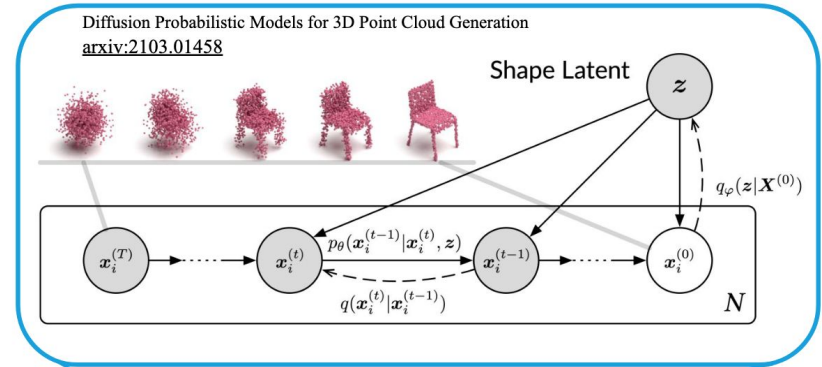 Diffusion Probabilistic Models for 3D Point Cloud Generation
arxiv:2103.01458
Shape Latent
z
q_φ(z|X^(0))
x_i^(T)
x_i^(t)
p_θ(x_i^(t-1)|x_i^(t), z)
x_i^(t-1)
x_i^(0)
q(x_i^(t)|x_i^(t-1))
N